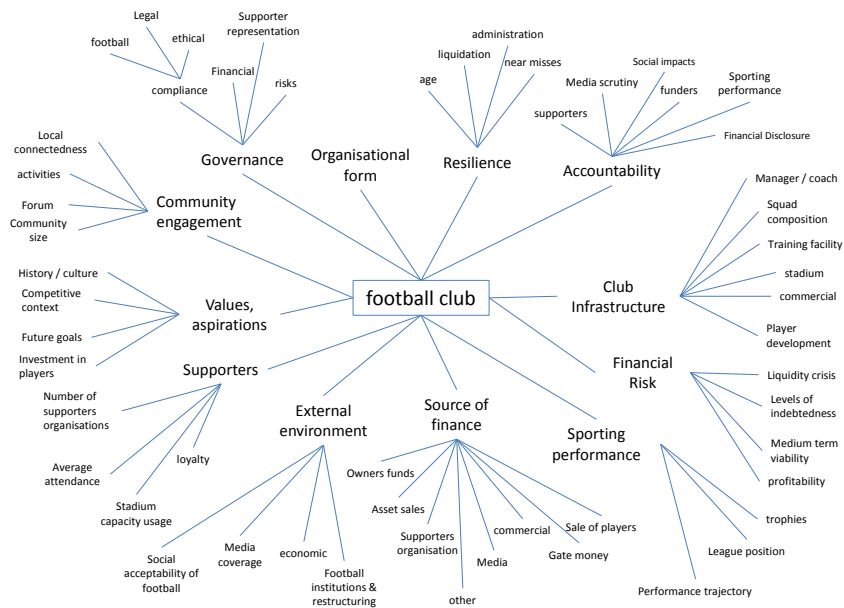 Legal
football
ethical
compliance
Supporter
representation
Financial
risks
Governance
Organisational
form
administration
liquidation
near misses
age
Resilience
Social impacts
Media scrutiny
funders
Sporting
performance
supporters
Financial Disclosure
Accountability
Local
connectedness
activities
Forum
Community
size
Community
engagement
Manager / coach
Squad
composition
Training facility
stadium
commercial
Player
development
Club
Infrastructure
football club
History / culture
Competitive
context
Future goals
Investment in
players
Values,
aspirations
Supporters
Number of
supporters
organisations
Average
attendance
Stadium
capacity usage
loyalty
External
environment
Social
acceptability of
football
Media
coverage
economic
Football
institutions &
restructuring
Source of
finance
Owners funds
Asset sales
Supporters
organisation
other
Media
commercial
Gate money
Sale of players
Sporting
performance
trophies
League position
Performance trajectory
Financial
Risk
Liquidity crisis
Levels of
indebtedness
Medium term
viability
profitability